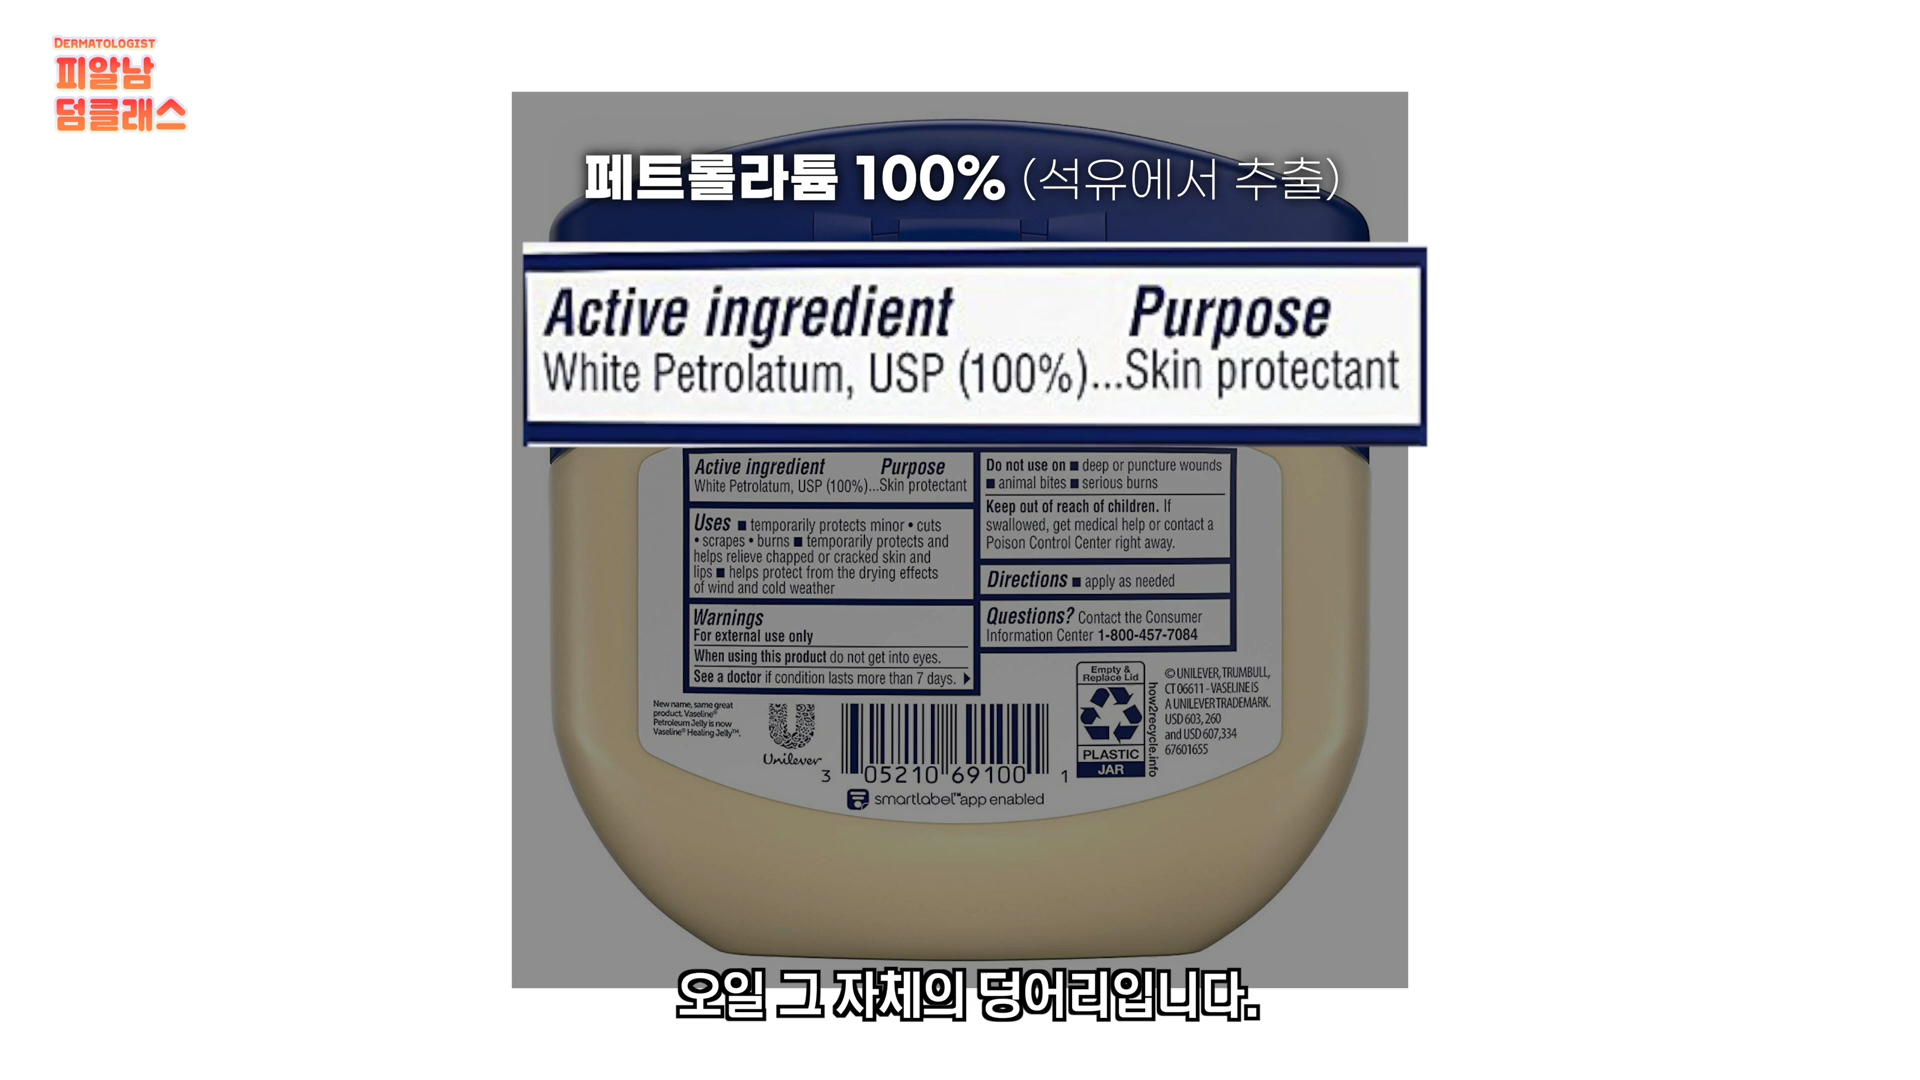 DERMATOLOGIST
피알남
덤클래스
페트롤라튬 100% (석유에서 추출)
Active ingredient Purpose
White Petrolatum, USP (100%)...Skin protectant
Active ingredient Purpose
White Petrolatum, USP (100%)...Skin protectant
Uses ■ temporarily protects minor • cuts
• scrapes • burns ■ temporarily protects and
helps relieve chapped or cracked skin and
lips ■ helps protect from the drying effects
of wind and cold weather
Warnings
For external use only
When using this product do not get into eyes.
See a doctor if condition lasts more than 7 days.
Do not use on ■ deep or puncture wounds
■ animal bites ■ serious burns
Keep out of reach of children. If
swallowed, get medical help or contact a
Poison Control Center right away.
Directions ■ apply as needed
Questions? Contact the Consumer
Information Center 1-800-457-7084
New name, same great
product. Vaseline®
Petroleum Jelly is now
Vaseline® Healing Jelly™.
Unilever
3 05210 69100 1
smartlabel™ app enabled
Empty &
Replace Lid
how2recycle.info
PLASTIC
JAR
© UNILEVER, TRUMBULL,
CT 06611 - VASELINE IS
A UNILEVER TRADEMARK.
USD 603, 260
and USD 607,334
67601655
오일 그 자체의 덩어리입니다.